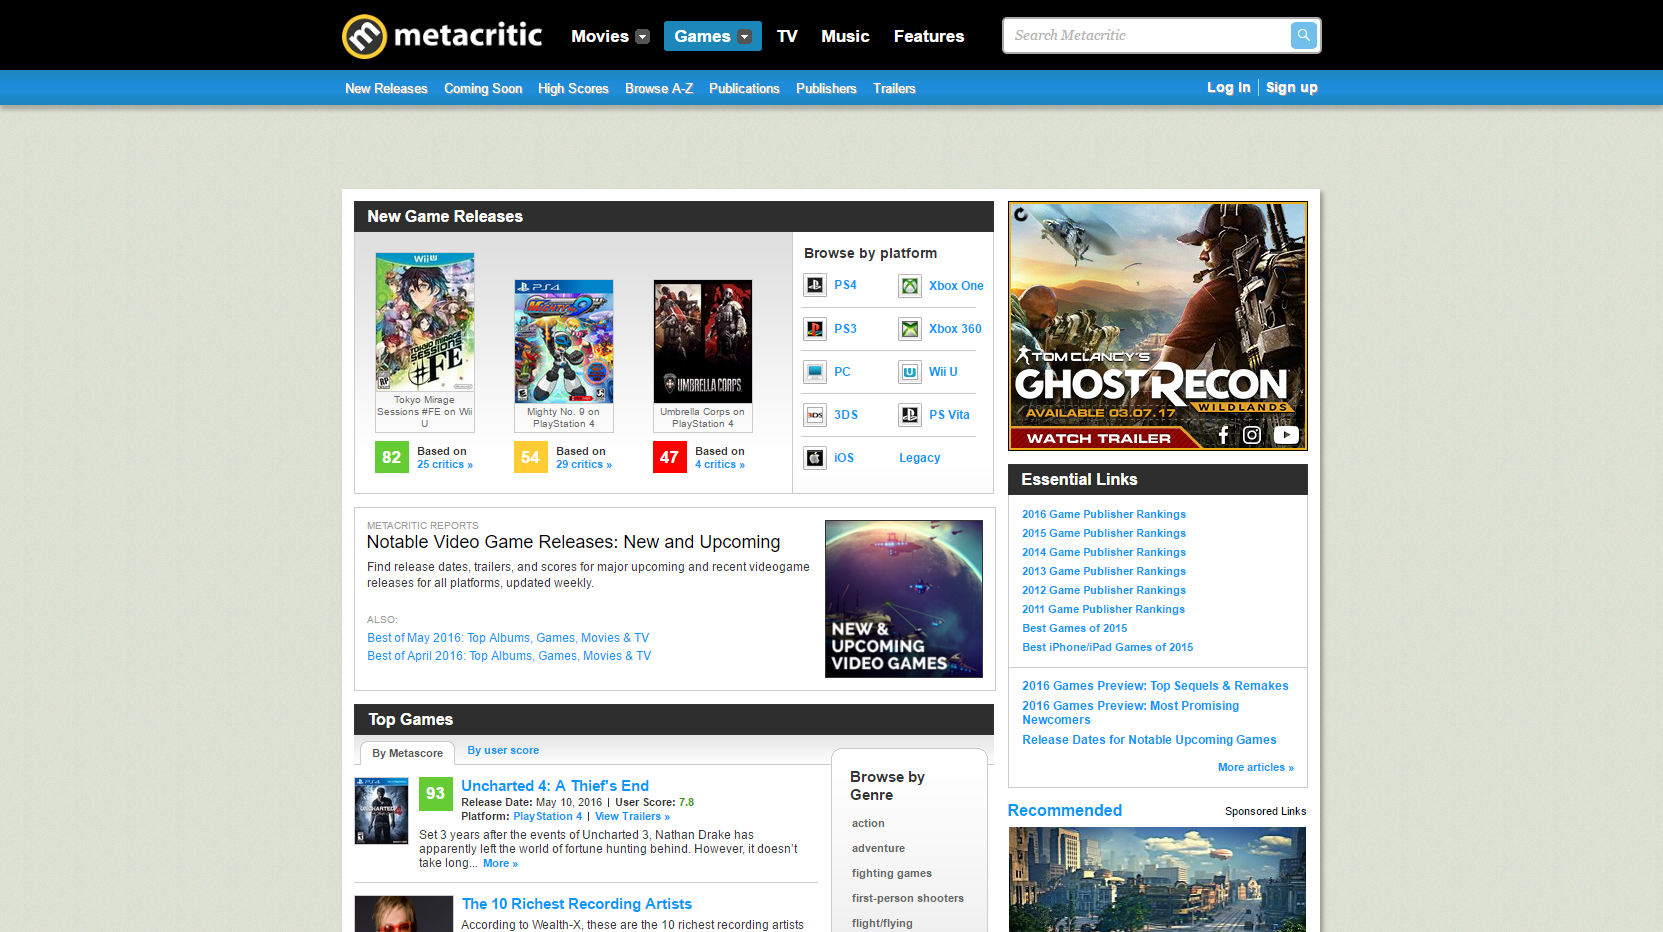 metacritic
Movies
Games
TV
Music
Features
Search Metacritic
New Releases
Coming Soon
High Scores
Browse A-Z
Publications
Publishers
Trailers
Log In
Sign up
New Game Releases
Wii U
TOKYO MIRAGE
SESSIONS
#FE
RP
Tokyo Mirage
Sessions #FE on Wii
U
82
Based on
25 critics »
PS4
MIGHTY
Mighty No. 9 on
PlayStation 4
54
Based on
29 critics »
UMBRELLA CORPS
Umbrella Corps on
PlayStation 4
47
Based on
4 critics »
Browse by platform
PS4
Xbox One
PS3
Xbox 360
PC
Wii U
3DS
3DS
PS Vita
iOS
Legacy
METACRITIC REPORTS
Notable Video Game Releases: New and Upcoming
Find release dates, trailers, and scores for major upcoming and recent videogame
releases for all platforms, updated weekly.
ALSO:
Best of May 2016: Top Albums, Games, Movies & TV
Best of April 2016: Top Albums, Games, Movies & TV
NEW &
UPCOMING
VIDEO GAMES
Top Games
By Metascore
By user score
PS4
UNCHARTED
93
Uncharted 4: A Thief's End
Release Date: May 10, 2016 | User Score: 7.8
Platform: PlayStation 4 | View Trailers »
Set 3 years after the events of Uncharted 3, Nathan Drake has
apparently left the world of fortune hunting behind. However, it doesn't
take long... More »
The 10 Richest Recording Artists
According to Wealth-X, these are the 10 richest recording artists
Browse by
Genre
action
adventure
fighting games
first-person shooters
flight/flying
TOM CLANCY'S
GHOST RECON
WILDLANDS
AVAILABLE 03.07.17
WATCH TRAILER
Essential Links
2016 Game Publisher Rankings
2015 Game Publisher Rankings
2014 Game Publisher Rankings
2013 Game Publisher Rankings
2012 Game Publisher Rankings
2011 Game Publisher Rankings
Best Games of 2015
Best iPhone/iPad Games of 2015
2016 Games Preview: Top Sequels & Remakes
2016 Games Preview: Most Promising
Newcomers
Release Dates for Notable Upcoming Games
More articles »
Recommended
Sponsored Links